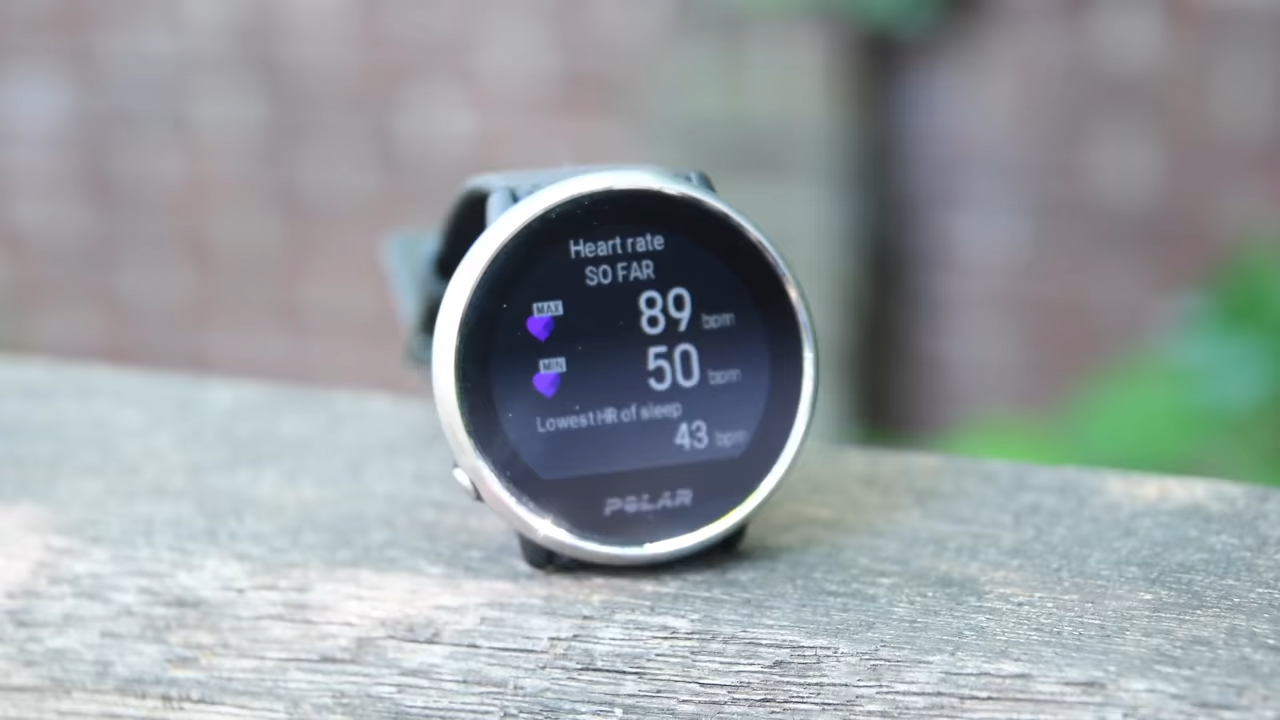 Heart rate
SO FAR
MAX 89 bpm
MIN 50 bpm
Lowest HR of sleep
43 bpm
POLAR